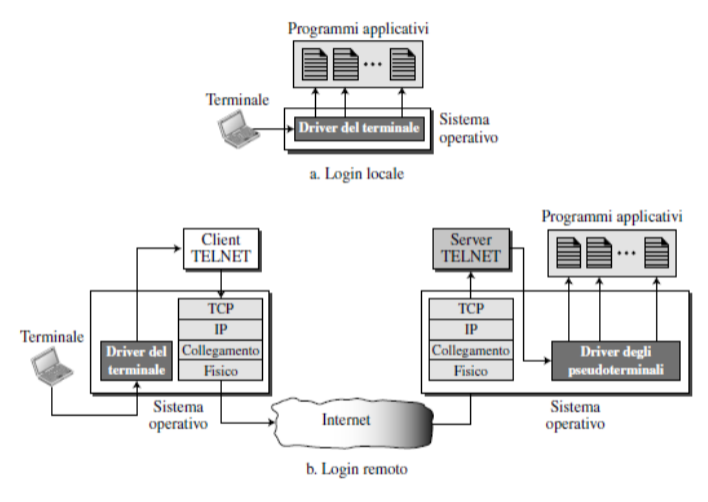 Programmi applicativi
Terminale
Driver del terminale
Sistema
operativo
a. Login locale
Client
TELNET
Server
TELNET
Programmi applicativi
Terminale
Driver del
terminale
TCP
IP
Collegamento
Fisico
TCP
IP
Collegamento
Fisico
Driver degli
pseudoterminali
Sistema
operativo
Internet
Sistema
operativo
b. Login remoto